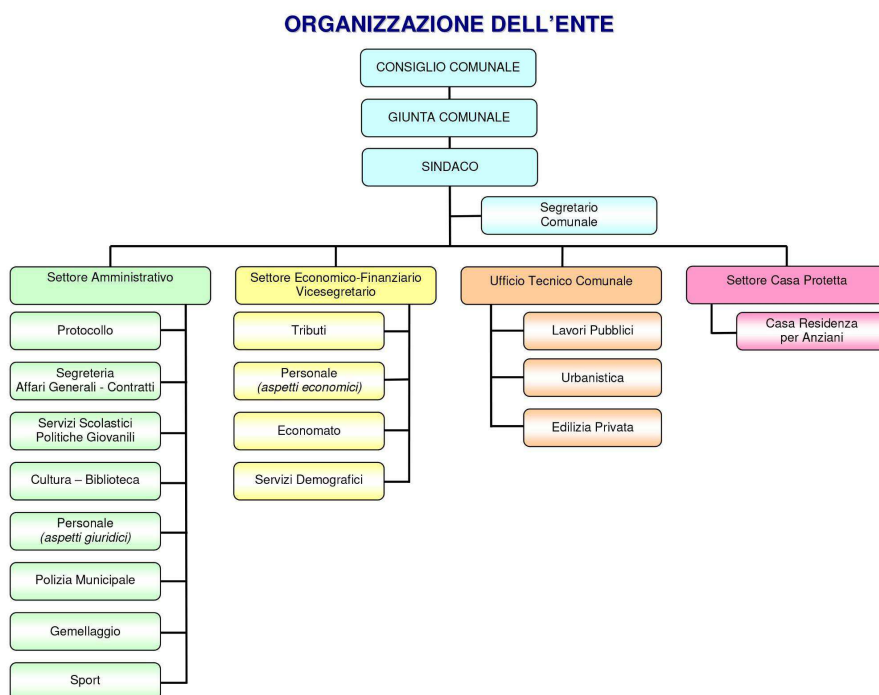 ORGANIZZAZIONE DELL'ENTE
CONSIGLIO COMUNALE
GIUNTA COMUNALE
SINDACO
Segretario
Comunale
Settore Amministrativo
Protocollo
Segreteria
Affari Generali - Contratti
Servizi Scolastici
Politiche Giovanili
Cultura – Biblioteca
Personale
(aspetti giuridici)
Polizia Municipale
Gemellaggio
Sport
Settore Economico-Finanziario
Vicesegretario
Tributi
Personale
(aspetti economici)
Economato
Servizi Demografici
Ufficio Tecnico Comunale
Lavori Pubblici
Urbanistica
Edilizia Privata
Settore Casa Protetta
Casa Residenza
per Anziani